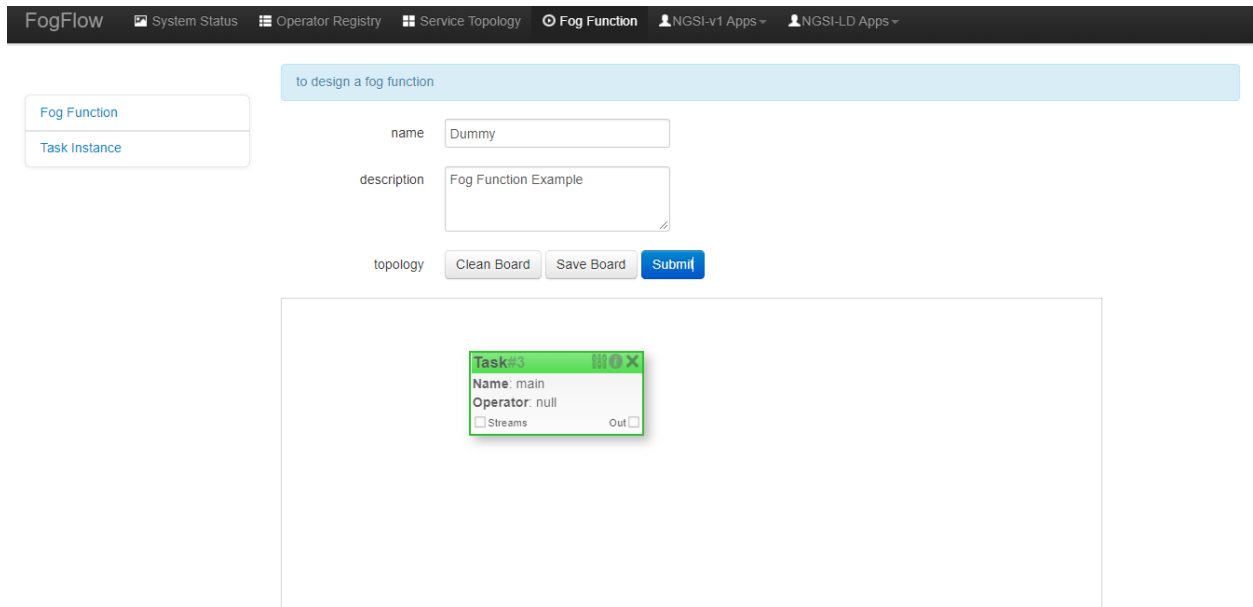 FogFlow System Status Operator Registry Service Topology Fog Function NGSI-v1 Apps NGSI-LD Apps
to design a fog function
Fog Function
Task Instance
name Dummy
description Fog Function Example
topology Clean Board Save Board Submit
Task#3
Name: main
Operator: null
Streams Out